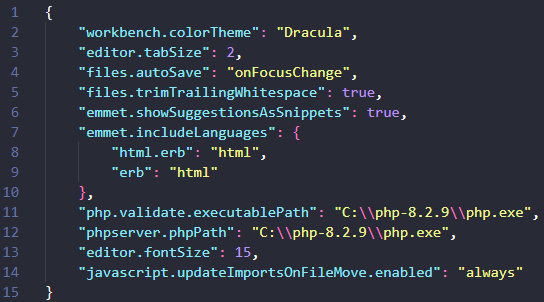 1 {
2 "workbench.colorTheme": "Dracula",
3 "editor.tabSize": 2,
4 "files.autoSave": "onFocusChange",
5 "files.trimTrailingWhitespace": true,
6 "emmet.showSuggestionsAsSnippets": true,
7 "emmet.includeLanguages": {
8 "html.erb": "html",
9 "erb": "html"
10 },
11 "php.validate.executablePath": "C:\\php-8.2.9\\php.exe",
12 "phpserver.phpPath": "C:\\php-8.2.9\\php.exe",
13 "editor.fontSize": 15,
14 "javascript.updateImportsOnFileMove.enabled": "always"
15 }